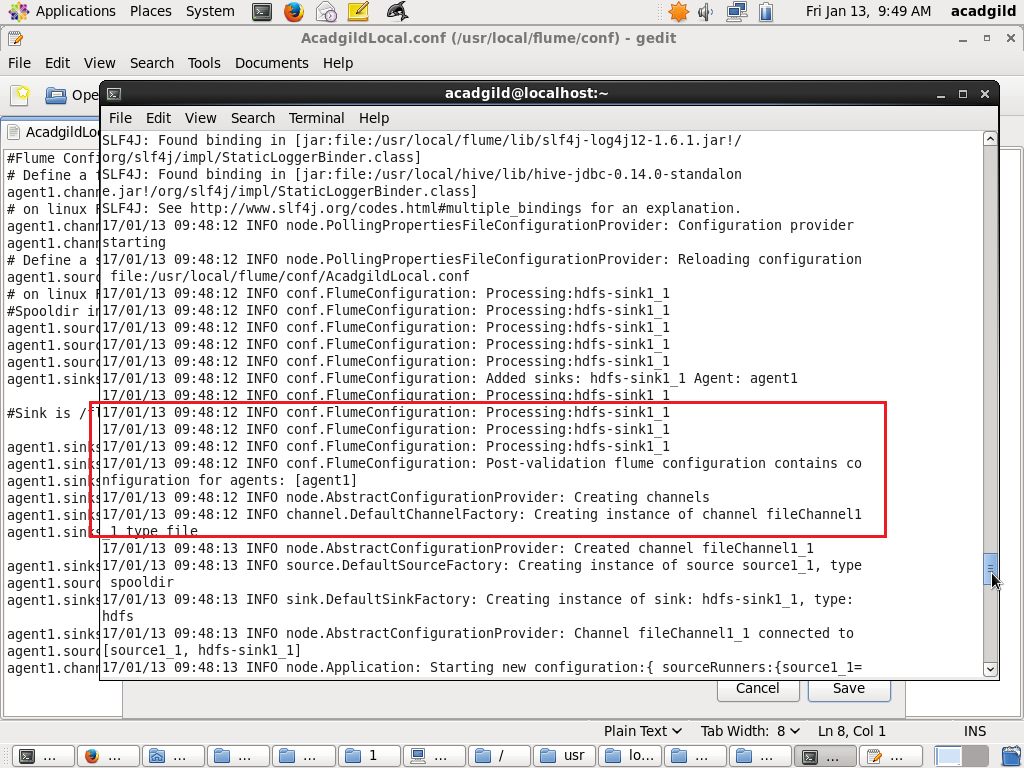 Applications Places System Fri Jan 13, 9:49 AM acadgild
AcadgildLocal.conf (/usr/local/flume/conf) - gedit
File Edit View Search Tools Documents Help
acadgild@localhost:~
File Edit View Search Terminal Help
SLF4J: Found binding in [jar:file:/usr/local/flume/lib/slf4j-log4j12-1.6.1.jar!/
org/slf4j/impl/StaticLoggerBinder.class]
SLF4J: Found binding in [jar:file:/usr/local/hive/lib/hive-jdbc-0.14.0-standalon
e.jar!/org/slf4j/impl/StaticLoggerBinder.class]
SLF4J: See http://www.slf4j.org/codes.html#multiple_bindings for an explanation.
17/01/13 09:48:12 INFO node.PollingPropertiesFileConfigurationProvider: Configuration provider
starting
17/01/13 09:48:12 INFO node.PollingPropertiesFileConfigurationProvider: Reloading configuration
file:/usr/local/flume/conf/AcadgildLocal.conf
17/01/13 09:48:12 INFO conf.FlumeConfiguration: Processing:hdfs-sink1_1
17/01/13 09:48:12 INFO conf.FlumeConfiguration: Processing:hdfs-sink1_1
17/01/13 09:48:12 INFO conf.FlumeConfiguration: Processing:hdfs-sink1_1
17/01/13 09:48:12 INFO conf.FlumeConfiguration: Processing:hdfs-sink1_1
17/01/13 09:48:12 INFO conf.FlumeConfiguration: Processing:hdfs-sink1_1
17/01/13 09:48:12 INFO conf.FlumeConfiguration: Added sinks: hdfs-sink1_1 Agent: agent1
17/01/13 09:48:12 INFO conf.FlumeConfiguration: Processing:hdfs-sink1_1
17/01/13 09:48:12 INFO conf.FlumeConfiguration: Processing:hdfs-sink1_1
17/01/13 09:48:12 INFO conf.FlumeConfiguration: Processing:hdfs-sink1_1
17/01/13 09:48:12 INFO conf.FlumeConfiguration: Processing:hdfs-sink1_1
17/01/13 09:48:12 INFO conf.FlumeConfiguration: Post-validation flume configuration contains co
nfiguration for agents: [agent1]
17/01/13 09:48:12 INFO node.AbstractConfigurationProvider: Creating channels
17/01/13 09:48:12 INFO channel.DefaultChannelFactory: Creating instance of channel fileChannel1
_1 type file
17/01/13 09:48:12 INFO node.AbstractConfigurationProvider: Created channel fileChannel1_1
17/01/13 09:48:13 INFO source.DefaultSourceFactory: Creating instance of source source1_1, type
spooldir
17/01/13 09:48:13 INFO sink.DefaultSinkFactory: Creating instance of sink: hdfs-sink1_1, type:
hdfs
17/01/13 09:48:13 INFO node.AbstractConfigurationProvider: Channel fileChannel1_1 connected to
[source1_1, hdfs-sink1_1]
17/01/13 09:48:13 INFO node.Application: Starting new configuration:{ sourceRunners:{source1_1=
Ope
AcadgildLo
#Flume Confi
# Define a f
agent1.chann
# on linux F
agent1.chann
agent1.chann
# Define a s
agent1.sourc
# on linux F
#Spooldir in
agent1.sourc
agent1.sourc
agent1.sourc
agent1.sinks
#Sink is /f
agent1.sinks
agent1.sinks
agent1.sinks
agent1.sinks
agent1.sinks
agent1.sinks
agent1.sinks
agent1.sourc
agent1.sinks
agent1.sinks
agent1.sourc
agent1.chann
Cancel Save
Plain Text Tab Width: 8 Ln 8, Col 1 INS
... ... ... ... ... 1 ... / usr lo... ... ... ... ...